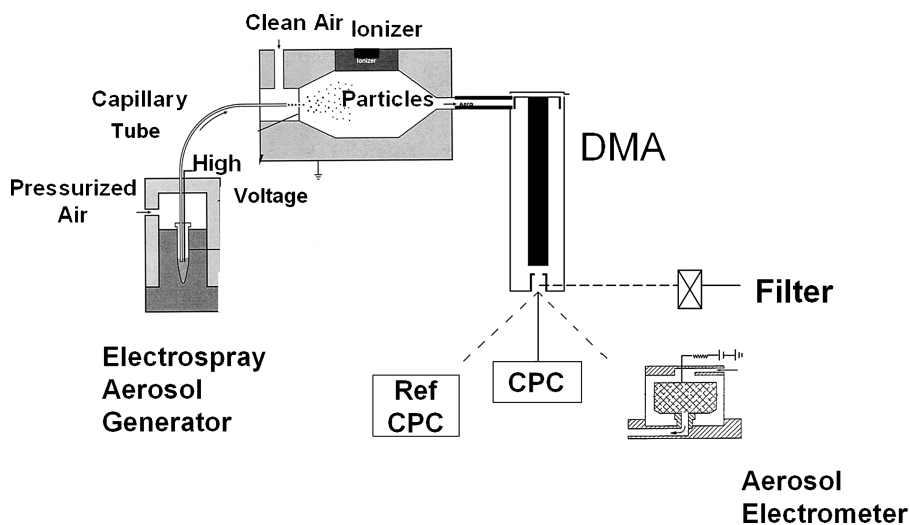 Clean Air
Ionizer
Ionizer
Capillary
Tube
Particles
High
Voltage
Pressurized
Air
DMA
Filter
Electrospray
Aerosol
Generator
Ref
CPC
CPC
Aerosol
Electrometer